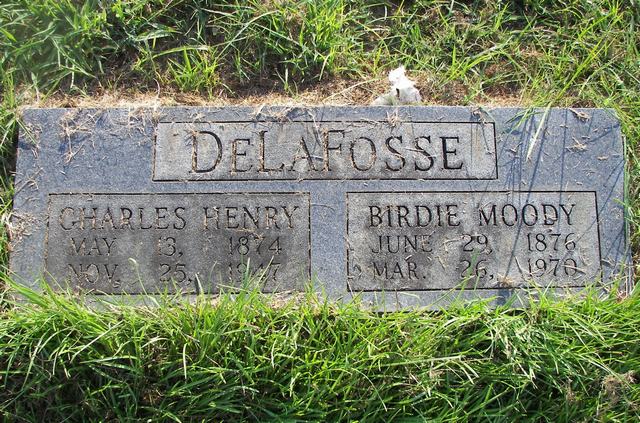 DeLaFosse
CHARLES HENRY
MAY 13, 1874
NOV. 25,
BIRDIE MOODY
JUNE 29, 1876
MAR. 26, 1970